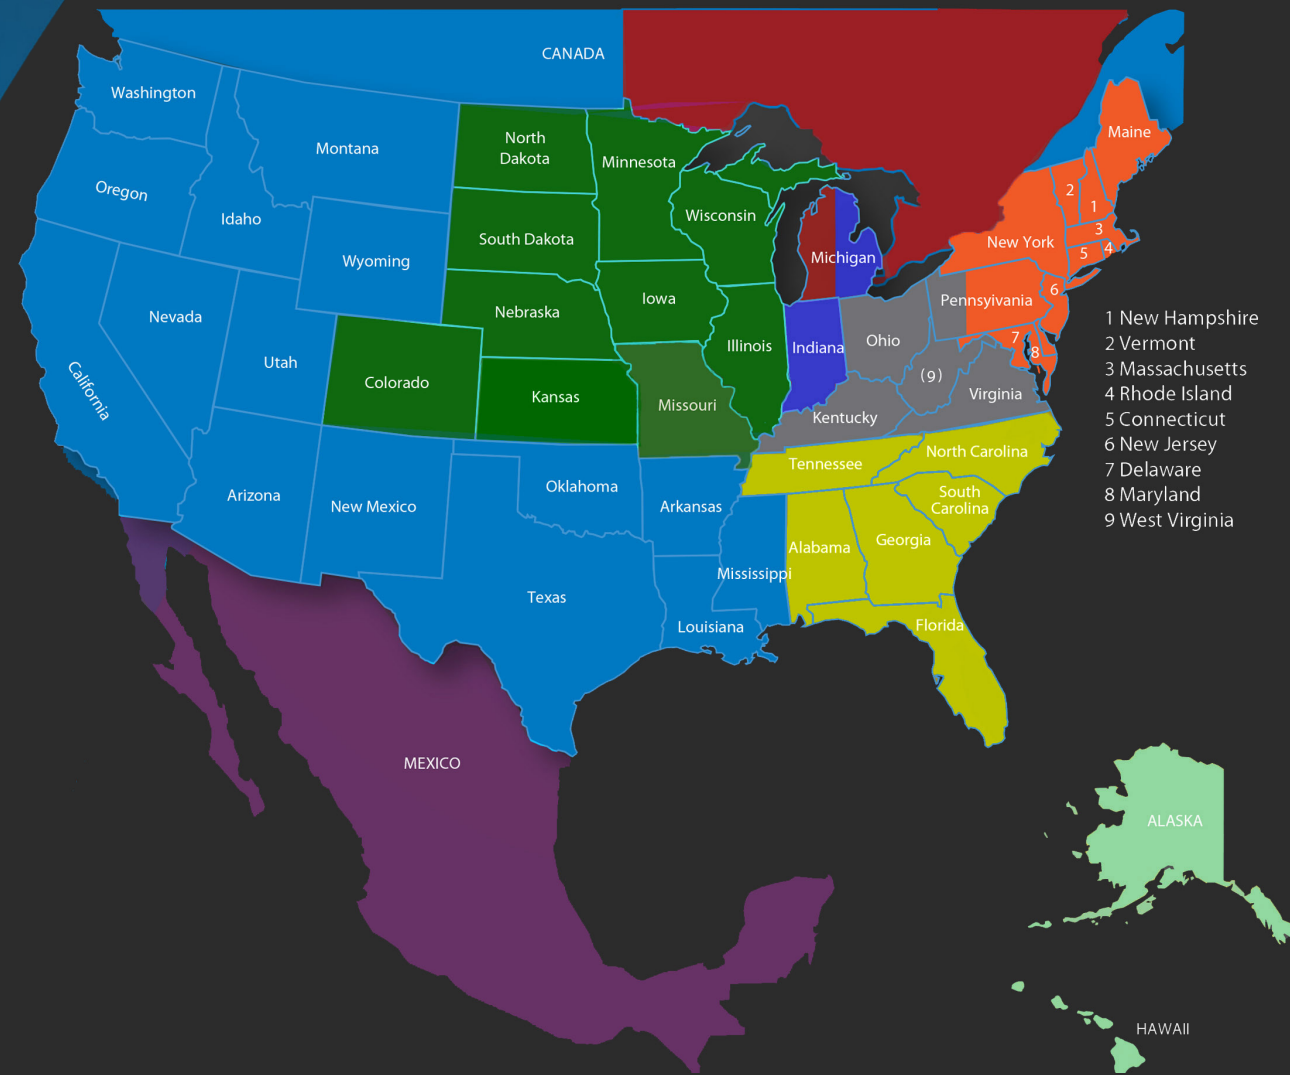 CANADA
Washington
Montana
North
Dakota
Minnesota
Maine
Oregon
Idaho
Wyoming
South Dakota
Wisconsin
Michigan
New York
2
1
3
4
5
6
Nevada
Utah
California
Colorado
Nebraska
Iowa
Illinois
Indiana
Ohio
Pennsyivania
7
8
(9)
Virginia
Kansas
Missouri
Kentucky
1 New Hampshire
2 Vermont
3 Massachusetts
4 Rhode Island
5 Connecticut
6 New Jersey
7 Delaware
8 Maryland
9 West Virginia
Arizona
New Mexico
Oklahoma
Arkansas
Tennessee
North Carolina
South
Carolina
Georgia
Alabama
Mississippi
Texas
Louisiana
Florida
MEXICO
ALASKA
HAWAII